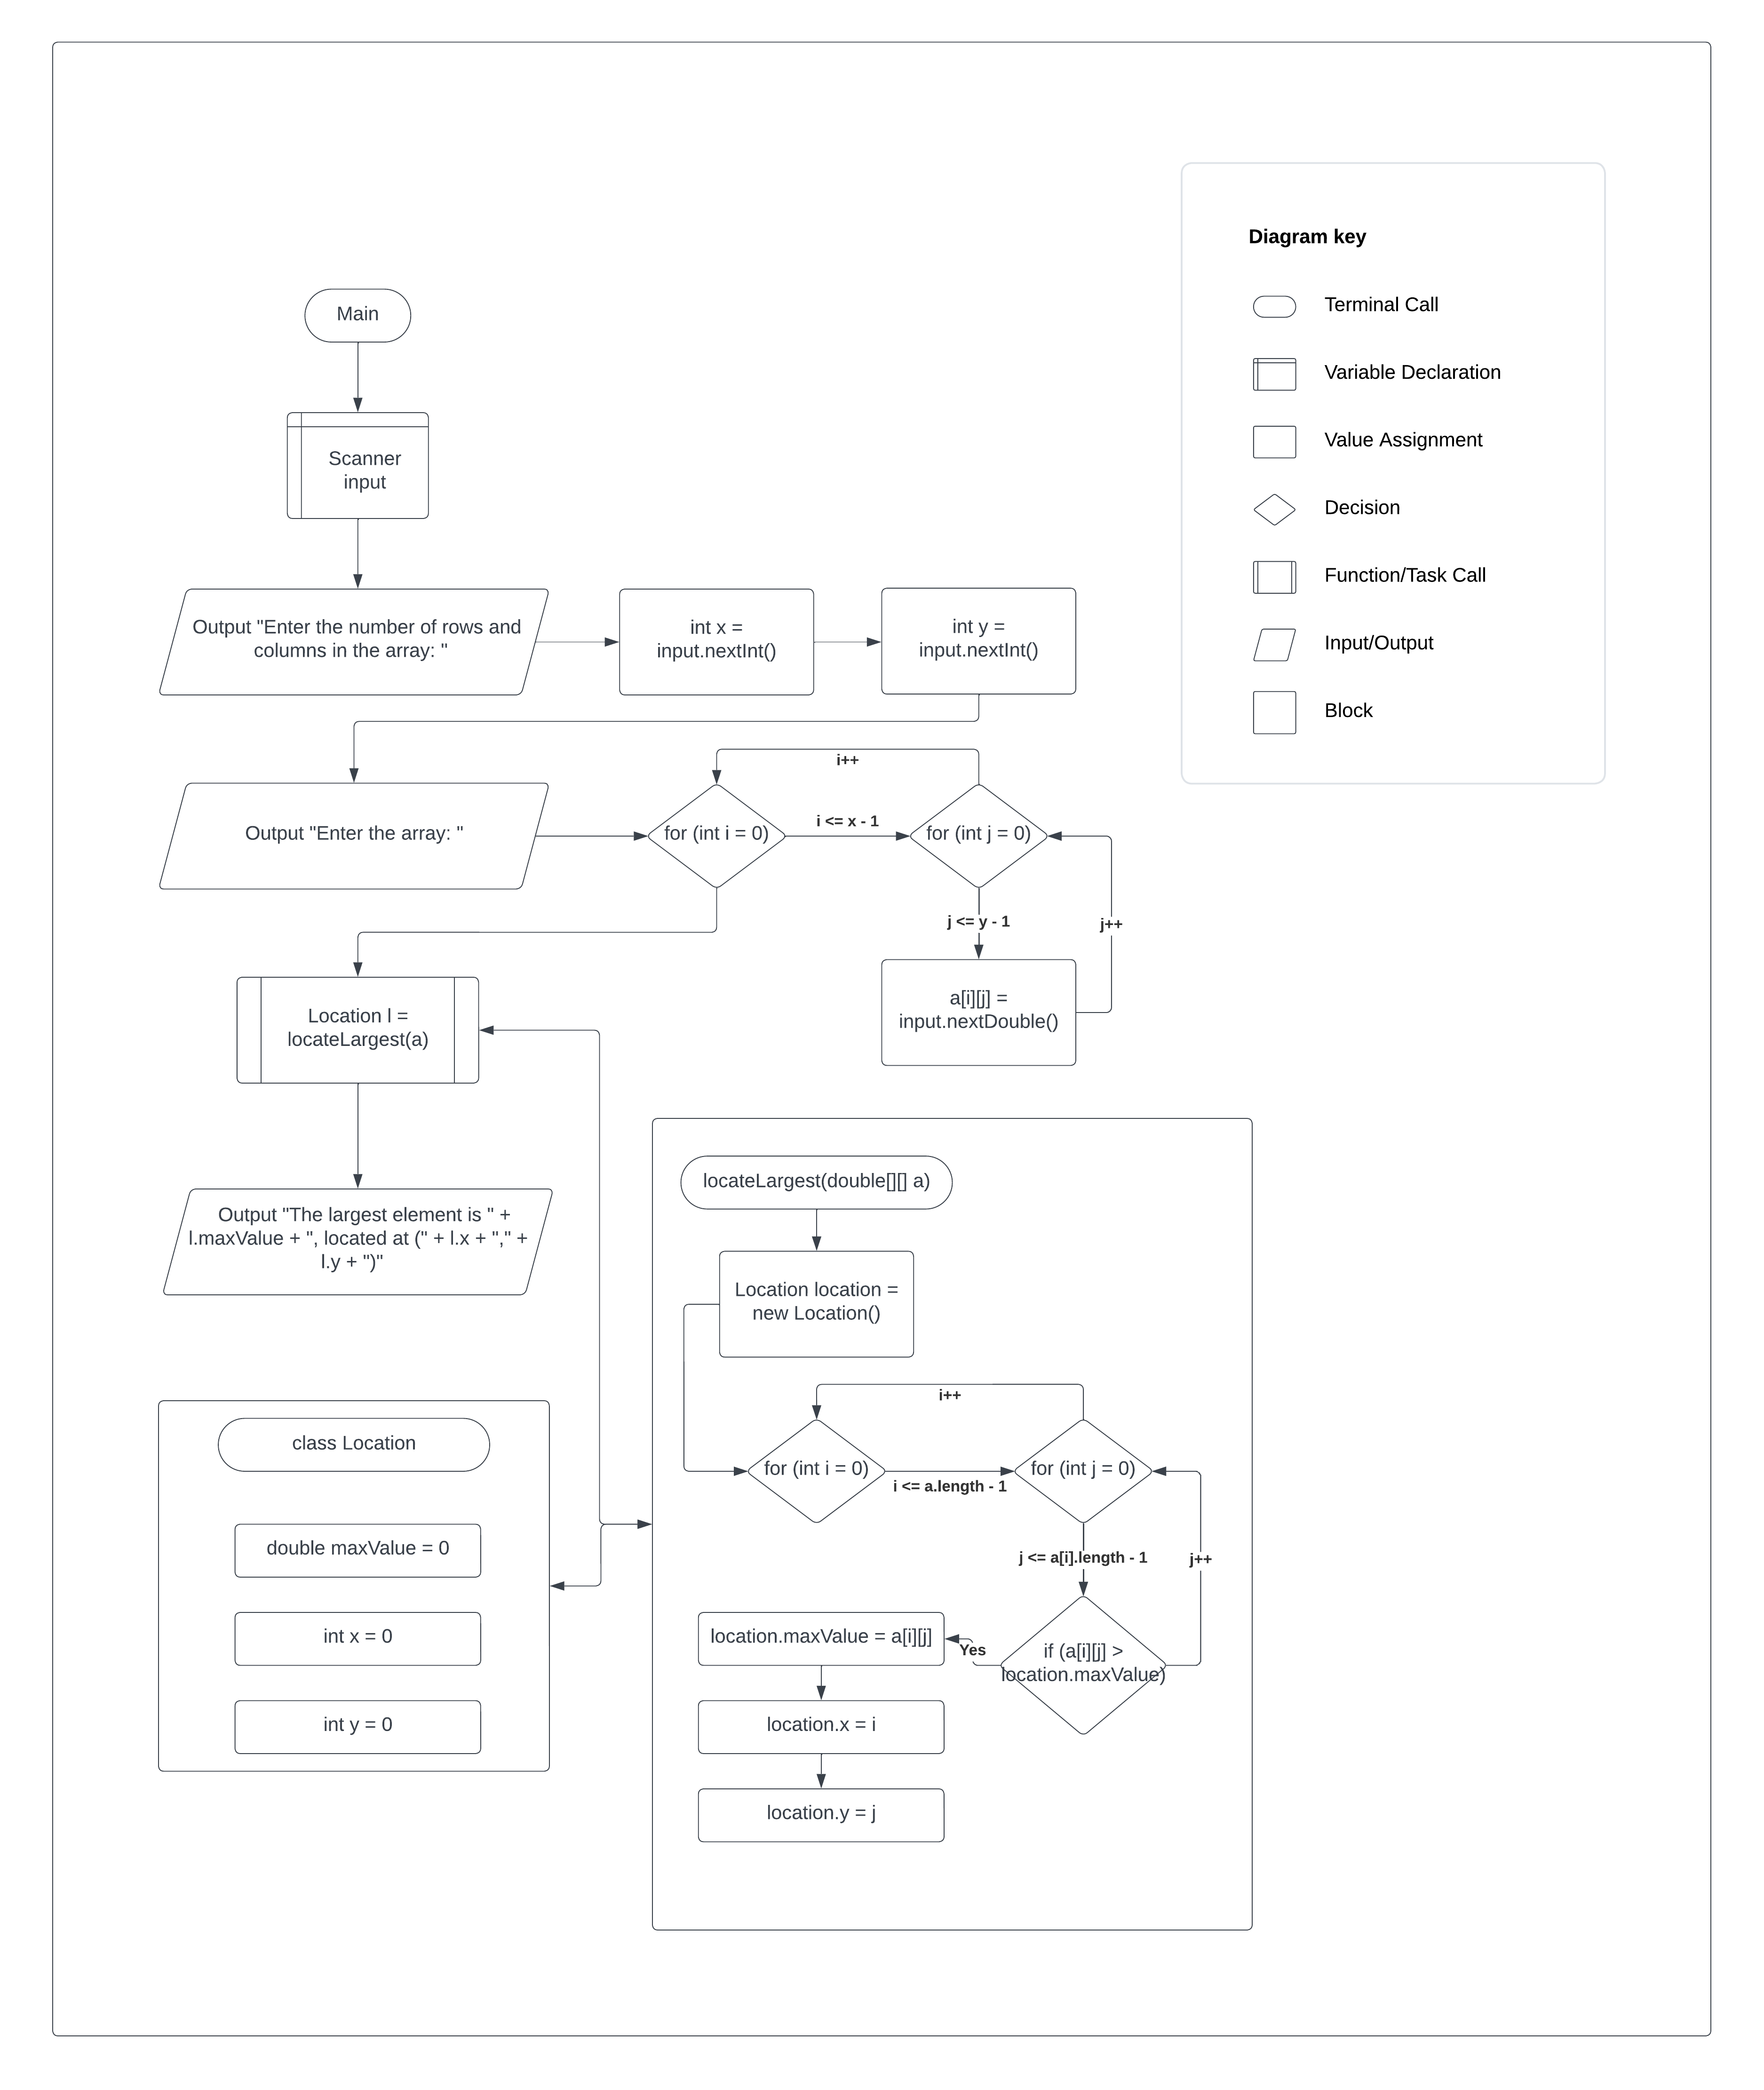 Diagram key
Terminal Call
Variable Declaration
Value Assignment
Decision
Function/Task Call
Input/Output
Block
Main
Scanner
input
Output "Enter the number of rows and
columns in the array: "
int x =
input.nextInt()
int y =
input.nextInt()
Output "Enter the array: "
for (int i = 0)
i <= x - 1
i++
for (int j = 0)
j <= y - 1
j++
a[i][j] =
input.nextDouble()
Location l =
locateLargest(a)
Output "The largest element is " +
l.maxValue + ", located at (" + l.x + "," +
l.y + ")"
class Location
double maxValue = 0
int x = 0
int y = 0
locateLargest(double[][] a)
Location location =
new Location()
i++
for (int i = 0)
i <= a.length - 1
for (int j = 0)
j <= a[i].length - 1
j++
if (a[i][j] >
location.maxValue)
Yes
location.maxValue = a[i][j]
location.x = i
location.y = j